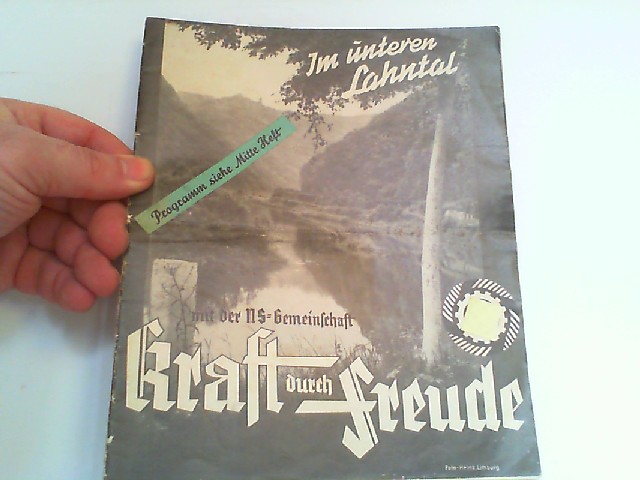 Im unteren
Lahntal
Programm siehe Mitte Heft
mit der NS=Gemeinschaft
Kraft
durch
Freude